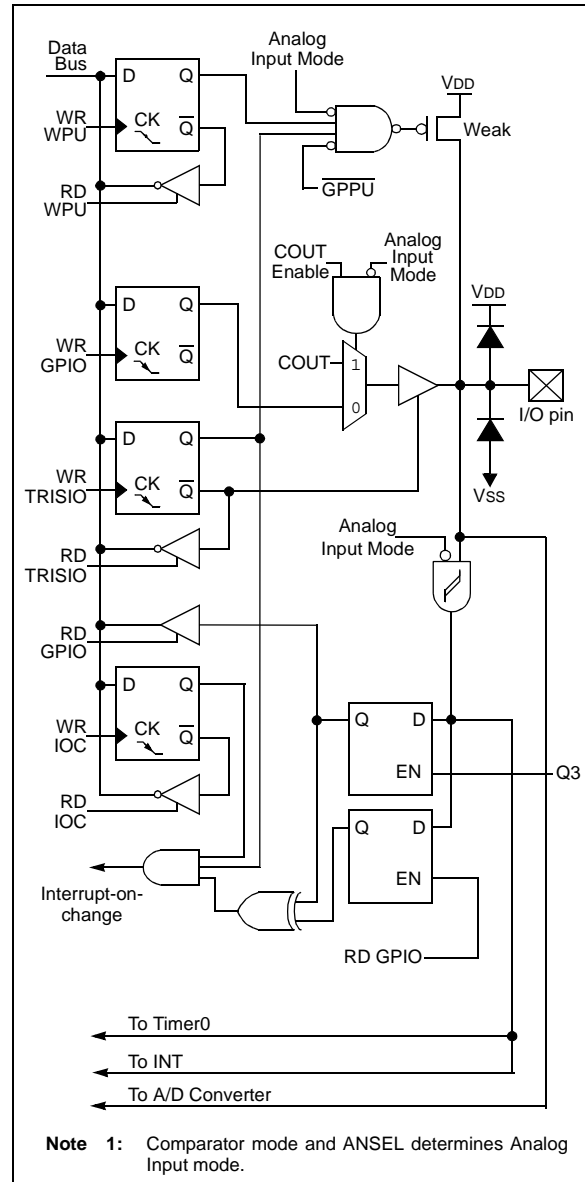 Data
Bus
Analog
Input Mode
D
Q
VDD
WR
WPU
CK
Q
Weak
RD
WPU
GPPU
COUT
Enable
Analog
Input
Mode
D
Q
VDD
WR
GPIO
CK
Q
COUT
1
0
I/O pin
D
Q
WR
TRISIO
CK
Q
VSS
RD
TRISIO
Analog
Input Mode
RD
GPIO
D
Q
Q
D
WR
IOC
CK
Q
EN
Q3
RD
IOC
Q
D
Interrupt-on-
change
EN
RD GPIO
To Timer0
To INT
To A/D Converter
Note 1: Comparator mode and ANSEL determines Analog
Input mode.